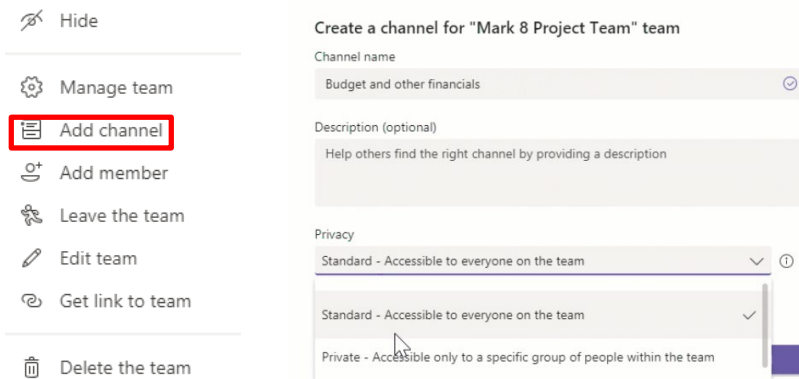 Hide
Manage team
Add channel
Add member
Leave the team
Edit team
Get link to team
Delete the team
Create a channel for "Mark 8 Project Team" team
Channel name
Budget and other financials
Description (optional)
Help others find the right channel by providing a description
Privacy
Standard - Accessible to everyone on the team
Standard - Accessible to everyone on the team
Private - Accessible only to a specific group of people within the team